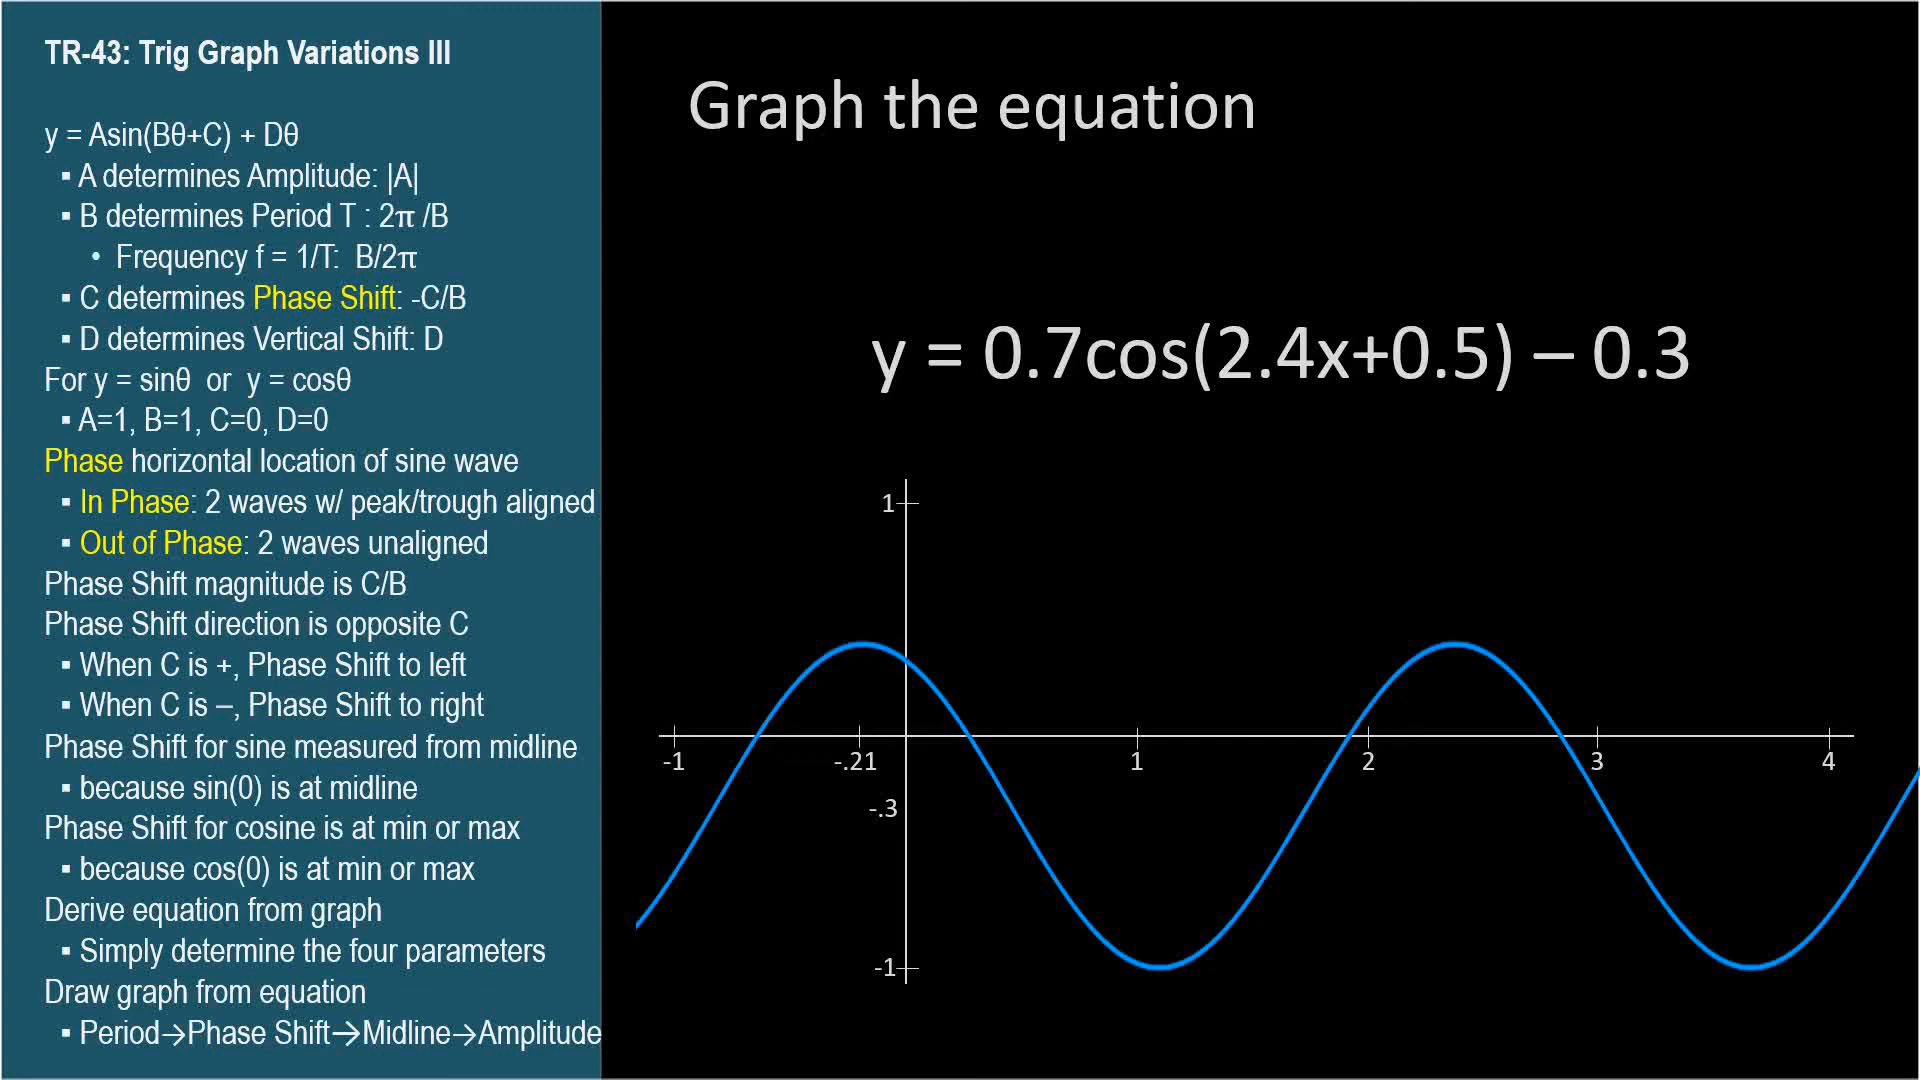 TR-43: Trig Graph Variations III
y = Asin(Bθ+C) + Dθ
▪ A determines Amplitude: |A|
▪ B determines Period T : 2π /B
• Frequency f = 1/T:  B/2π
▪ C determines Phase Shift: -C/B
▪ D determines Vertical Shift: D
For y = sinθ  or  y = cosθ
▪ A=1, B=1, C=0, D=0
Phase horizontal location of sine wave
▪ In Phase: 2 waves w/ peak/trough aligned
▪ Out of Phase: 2 waves unaligned
Phase Shift magnitude is C/B
Phase Shift direction is opposite C
▪ When C is +, Phase Shift to left
▪ When C is –, Phase Shift to right
Phase Shift for sine measured from midline
▪ because sin(0) is at midline
Phase Shift for cosine is at min or max
▪ because cos(0) is at min or max
Derive equation from graph
▪ Simply determine the four parameters
Draw graph from equation
▪ Period→Phase Shift→Midline→Amplitude
Graph the equation
y = 0.7cos(2.4x+0.5) – 0.3
1
-1 -.21 1 2 3 4
-.3
-1